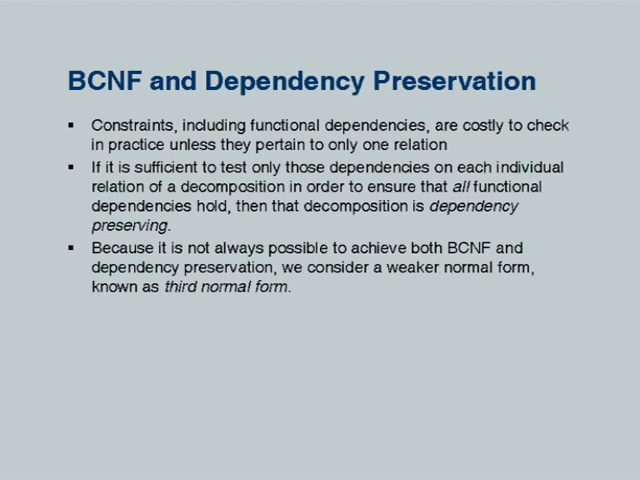 BCNF and Dependency Preservation
▪ Constraints, including functional dependencies, are costly to check
in practice unless they pertain to only one relation
▪ If it is sufficient to test only those dependencies on each individual
relation of a decomposition in order to ensure that all functional
dependencies hold, then that decomposition is dependency
preserving.
▪ Because it is not always possible to achieve both BCNF and
dependency preservation, we consider a weaker normal form,
known as third normal form.